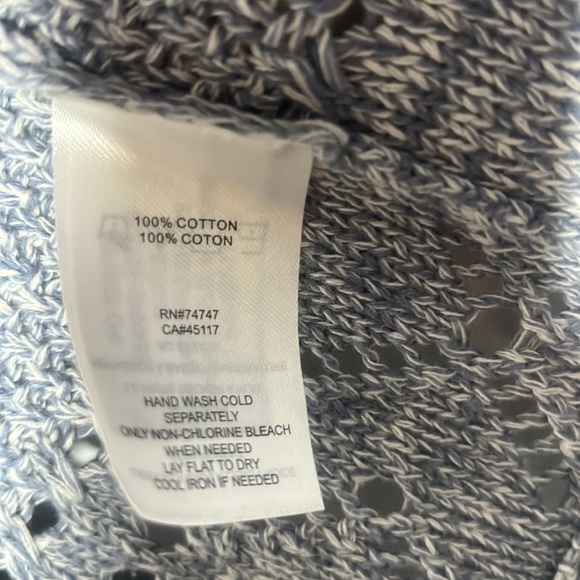 100% COTTON
100% COTON
RN#74747
CA#45117
HAND WASH COLD
SEPARATELY
ONLY NON-CHLORINE BLEACH
WHEN NEEDED
LAY FLAT TO DRY
COOL IRON IF NEEDED